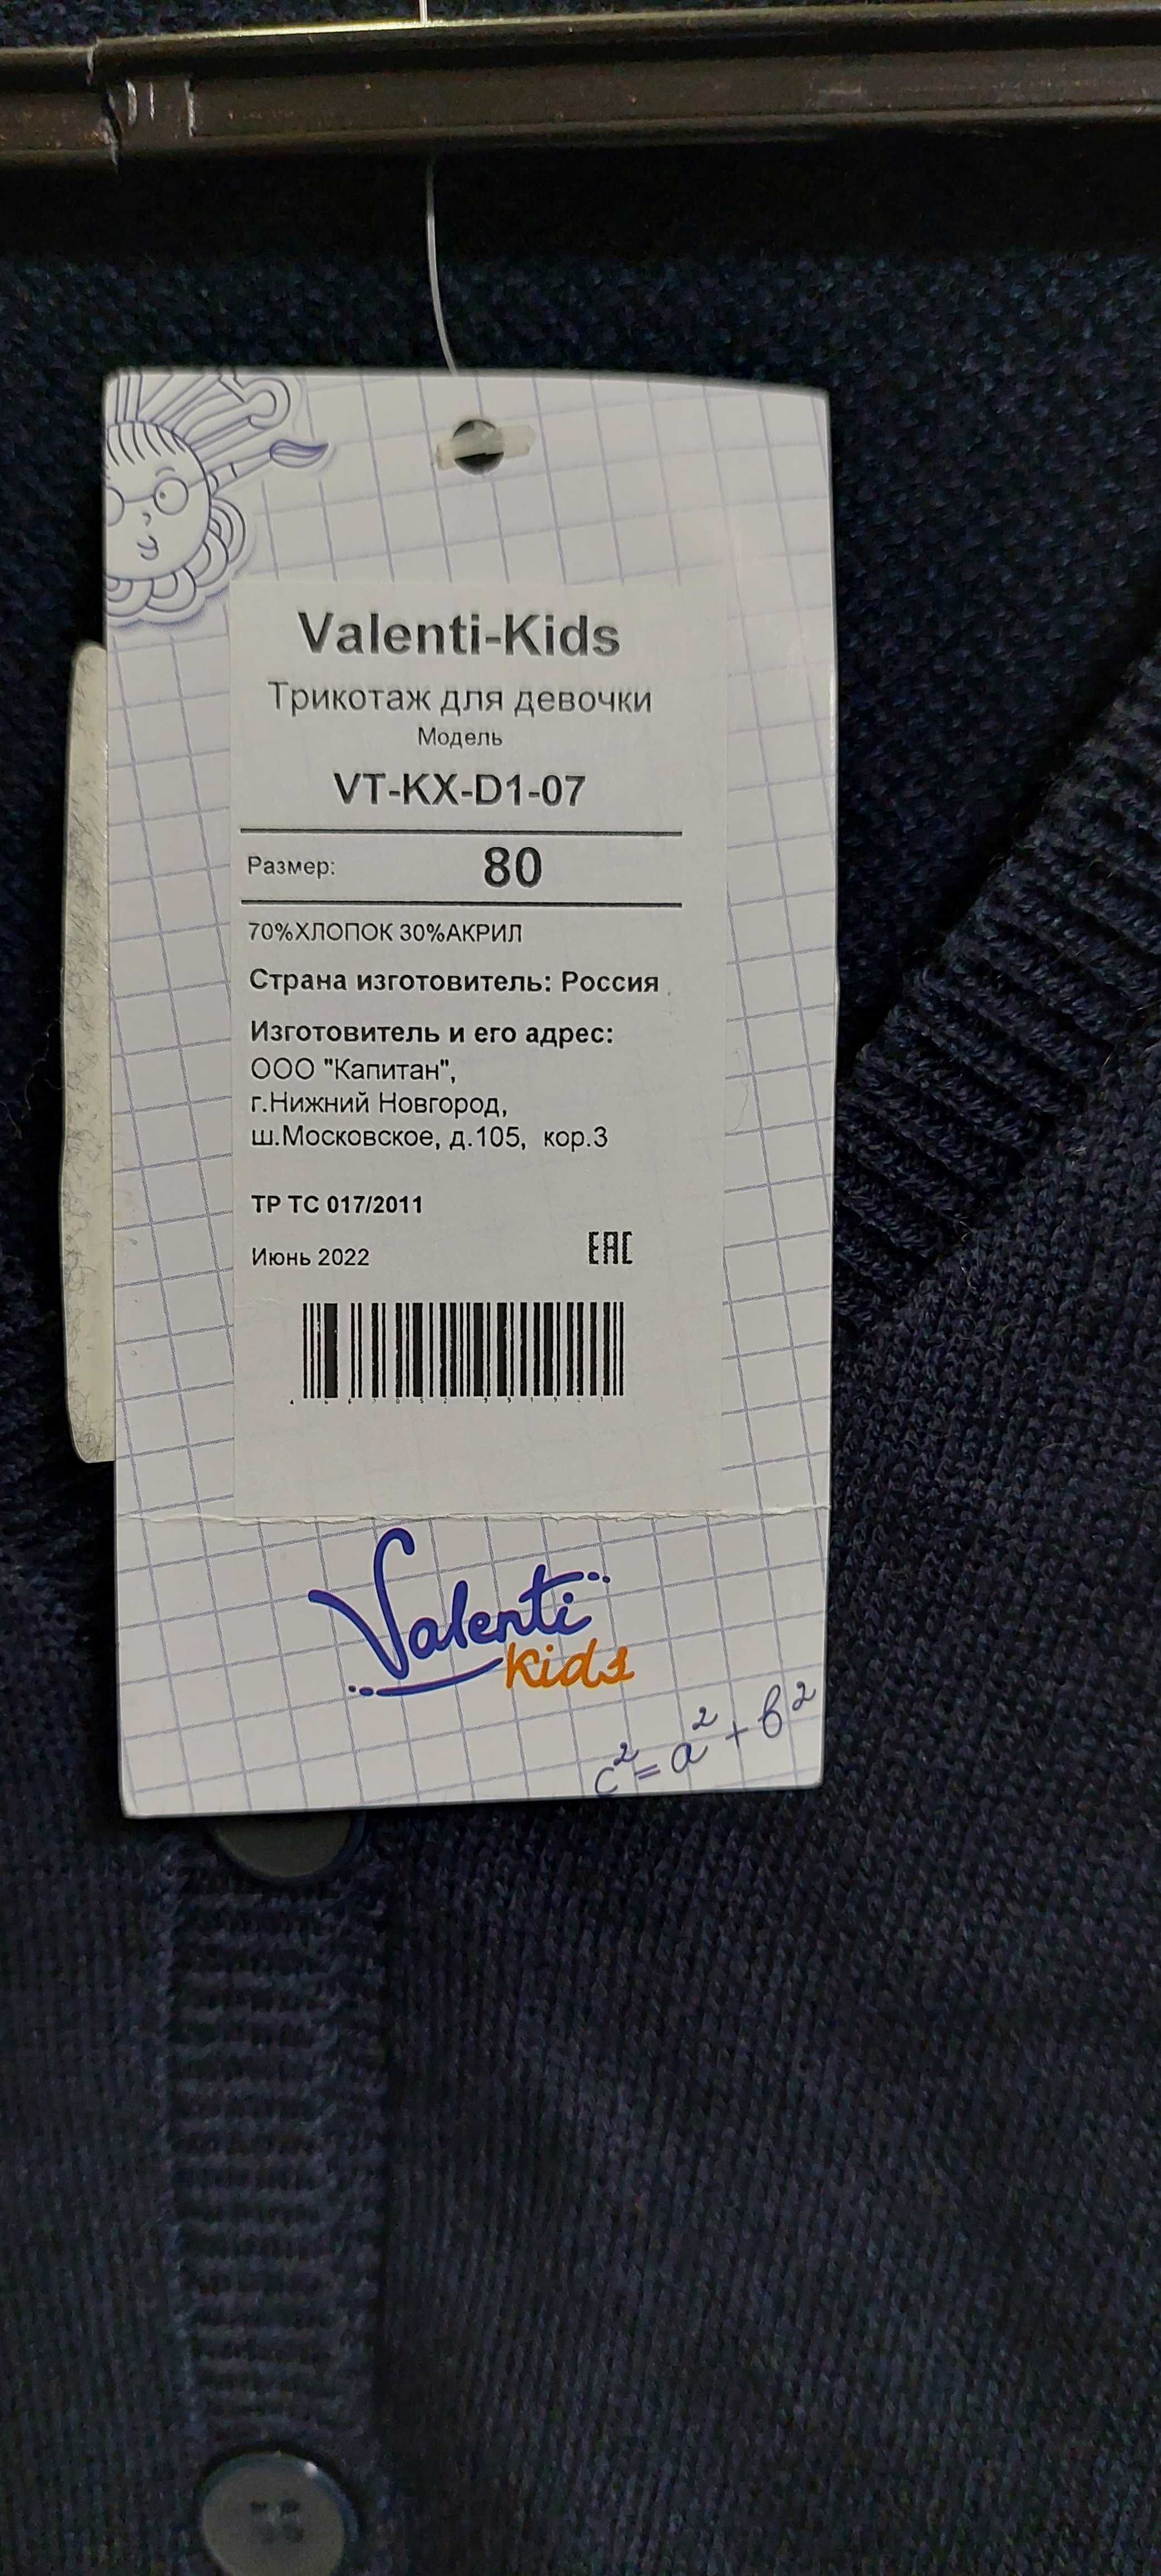 Valenti-Kids
Трикотаж для девочки
Модель
VT-KX-D1-07
Размер: 80
70%ХЛОПОК 30%АКРИЛ
Страна изготовитель: Россия
Изготовитель и его адрес:
ООО "Капитан",
г.Нижний Новгород,
ш.Московское, д.105, кор.3
ТР ТС 017/2011
Июнь 2022 EAC
Valenti
kids
c²=a²+b²